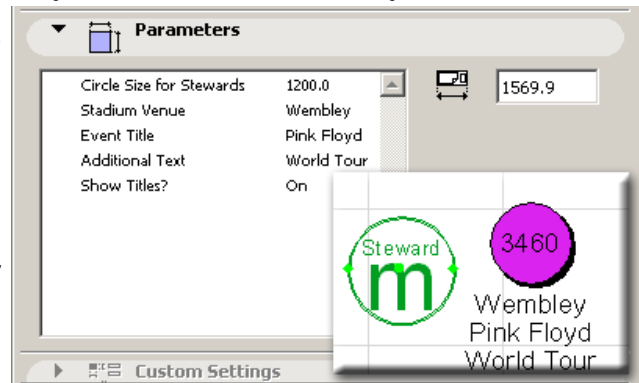 Parameters
Circle Size for Stewards 1200.0
1569.9
Stadium Venue Wembley
Event Title Pink Floyd
Additional Text World Tour
Show Titles? On
Steward
m
3460
Wembley
Pink Floyd
World Tour
Custom Settings